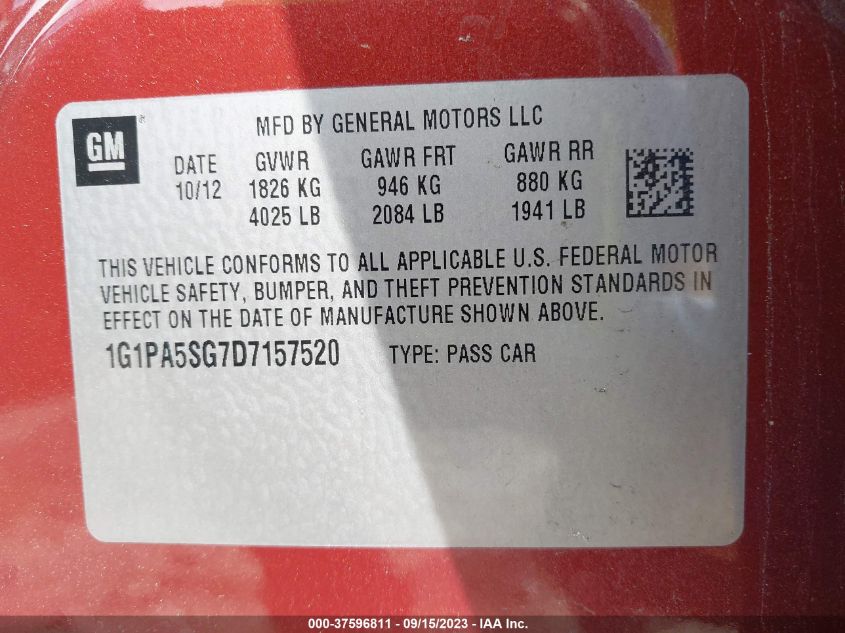 GM
MFD BY GENERAL MOTORS LLC
DATE GVWR GAWR FRT GAWR RR
10/12 1826 KG 946 KG 880 KG
4025 LB 2084 LB 1941 LB
THIS VEHICLE CONFORMS TO ALL APPLICABLE U.S. FEDERAL MOTOR
VEHICLE SAFETY, BUMPER, AND THEFT PREVENTION STANDARDS IN
EFFECT ON THE DATE OF MANUFACTURE SHOWN ABOVE.
1G1PA5SG7D7157520 TYPE: PASS CAR
000-37596811 - 09/15/2023 - IAA Inc.